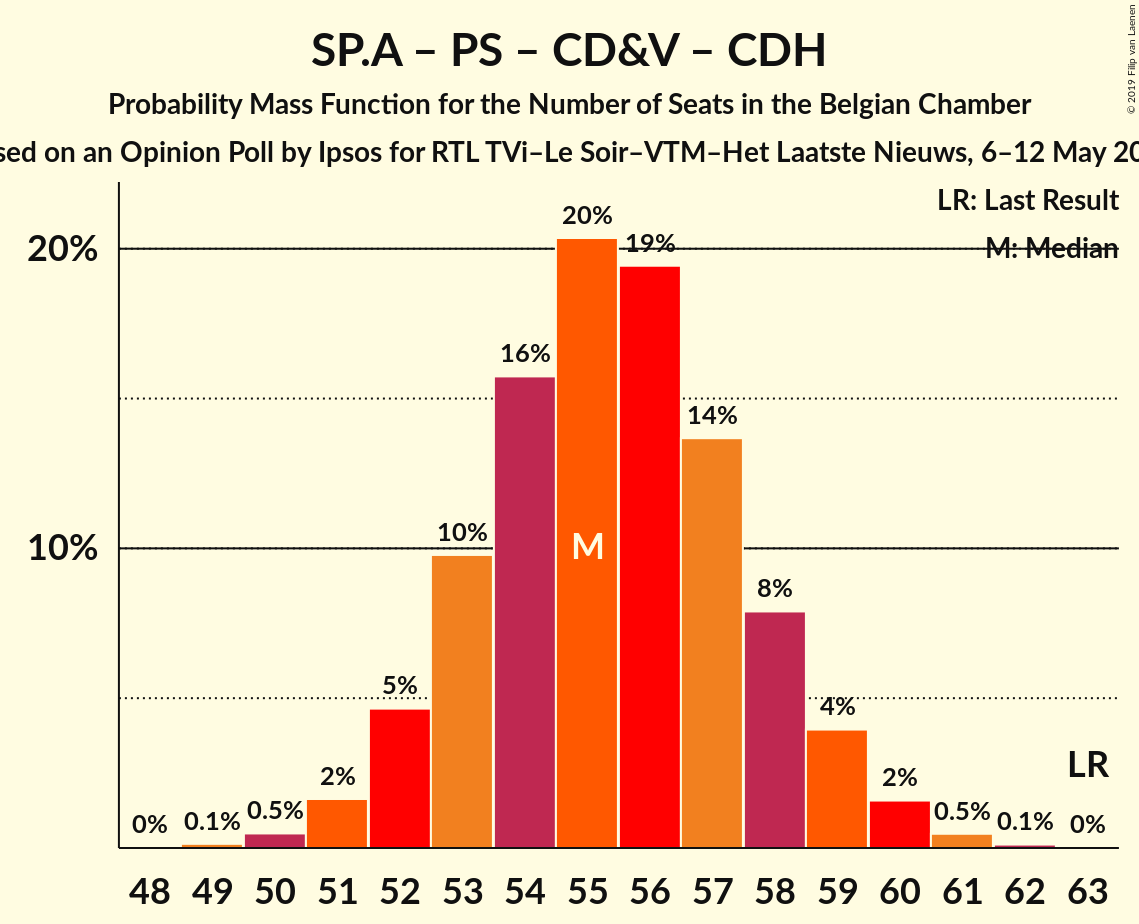 SP.A – PS – CD&V – CDH
Probability Mass Function for the Number of Seats in the Belgian Chamber
sed on an Opinion Poll by Ipsos for RTL TVi–Le Soir–VTM–Het Laatste Nieuws, 6–12 May 20
© 2019 Filip van Laenen
LR: Last Result
M: Median
20%
10%
0% 0.1% 0.5% 2% 5% 10% 16% 20% 19% 14% 8% 4% 2% 0.5% 0.1% 0%
M
LR
48 49 50 51 52 53 54 55 56 57 58 59 60 61 62 63